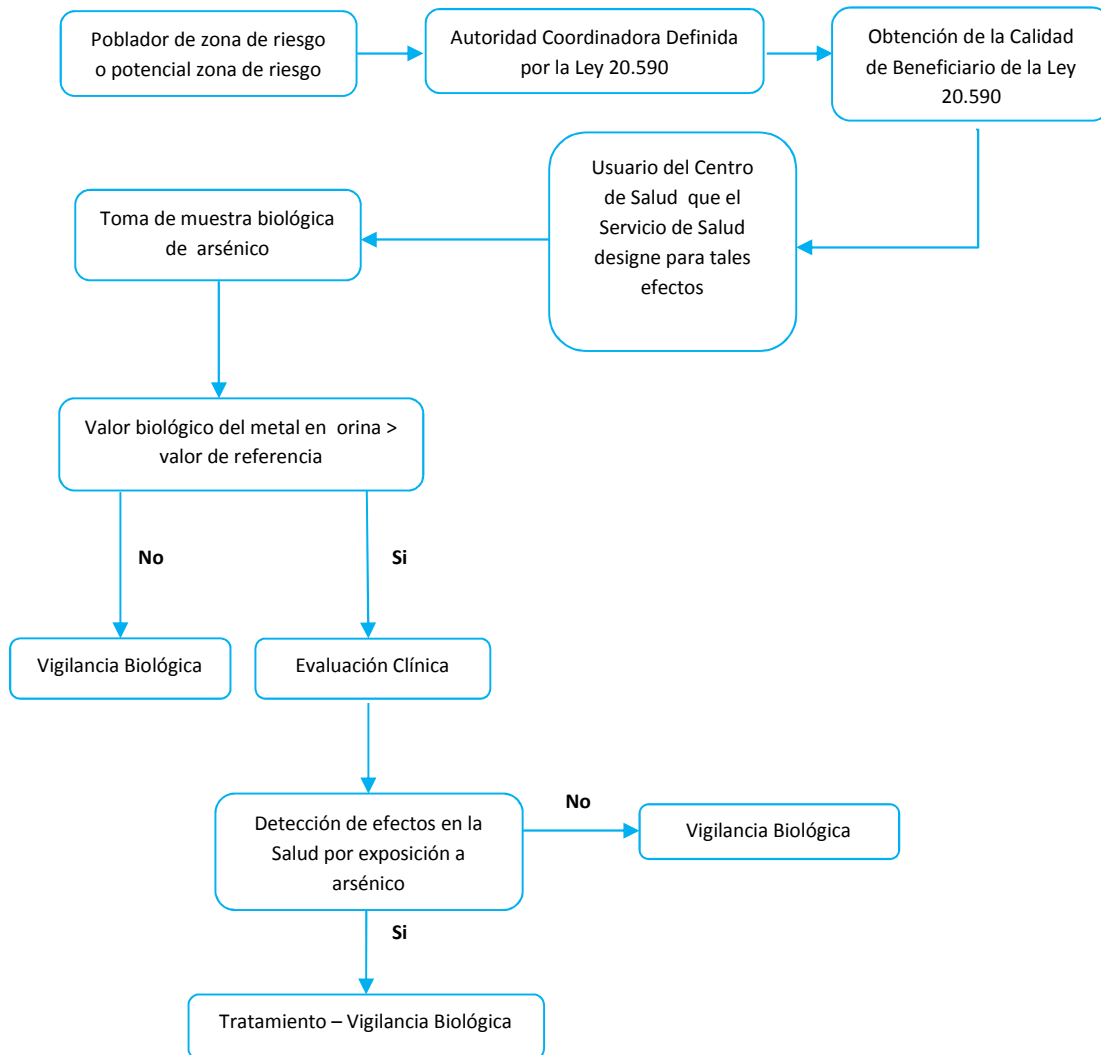 Poblador de zona de riesgo
o potencial zona de riesgo
Autoridad Coordinadora Definida
por la Ley 20.590
Obtención de la Calidad
de Beneficiario de la Ley
20.590
Usuario del Centro
de Salud que el
Servicio de Salud
designe para tales
efectos
Toma de muestra biológica
de arsénico
Valor biológico del metal en orina >
valor de referencia
No
Si
Vigilancia Biológica
Evaluación Clínica
Detección de efectos en la
Salud por exposición a
arsénico
No
Vigilancia Biológica
Si
Tratamiento – Vigilancia Biológica